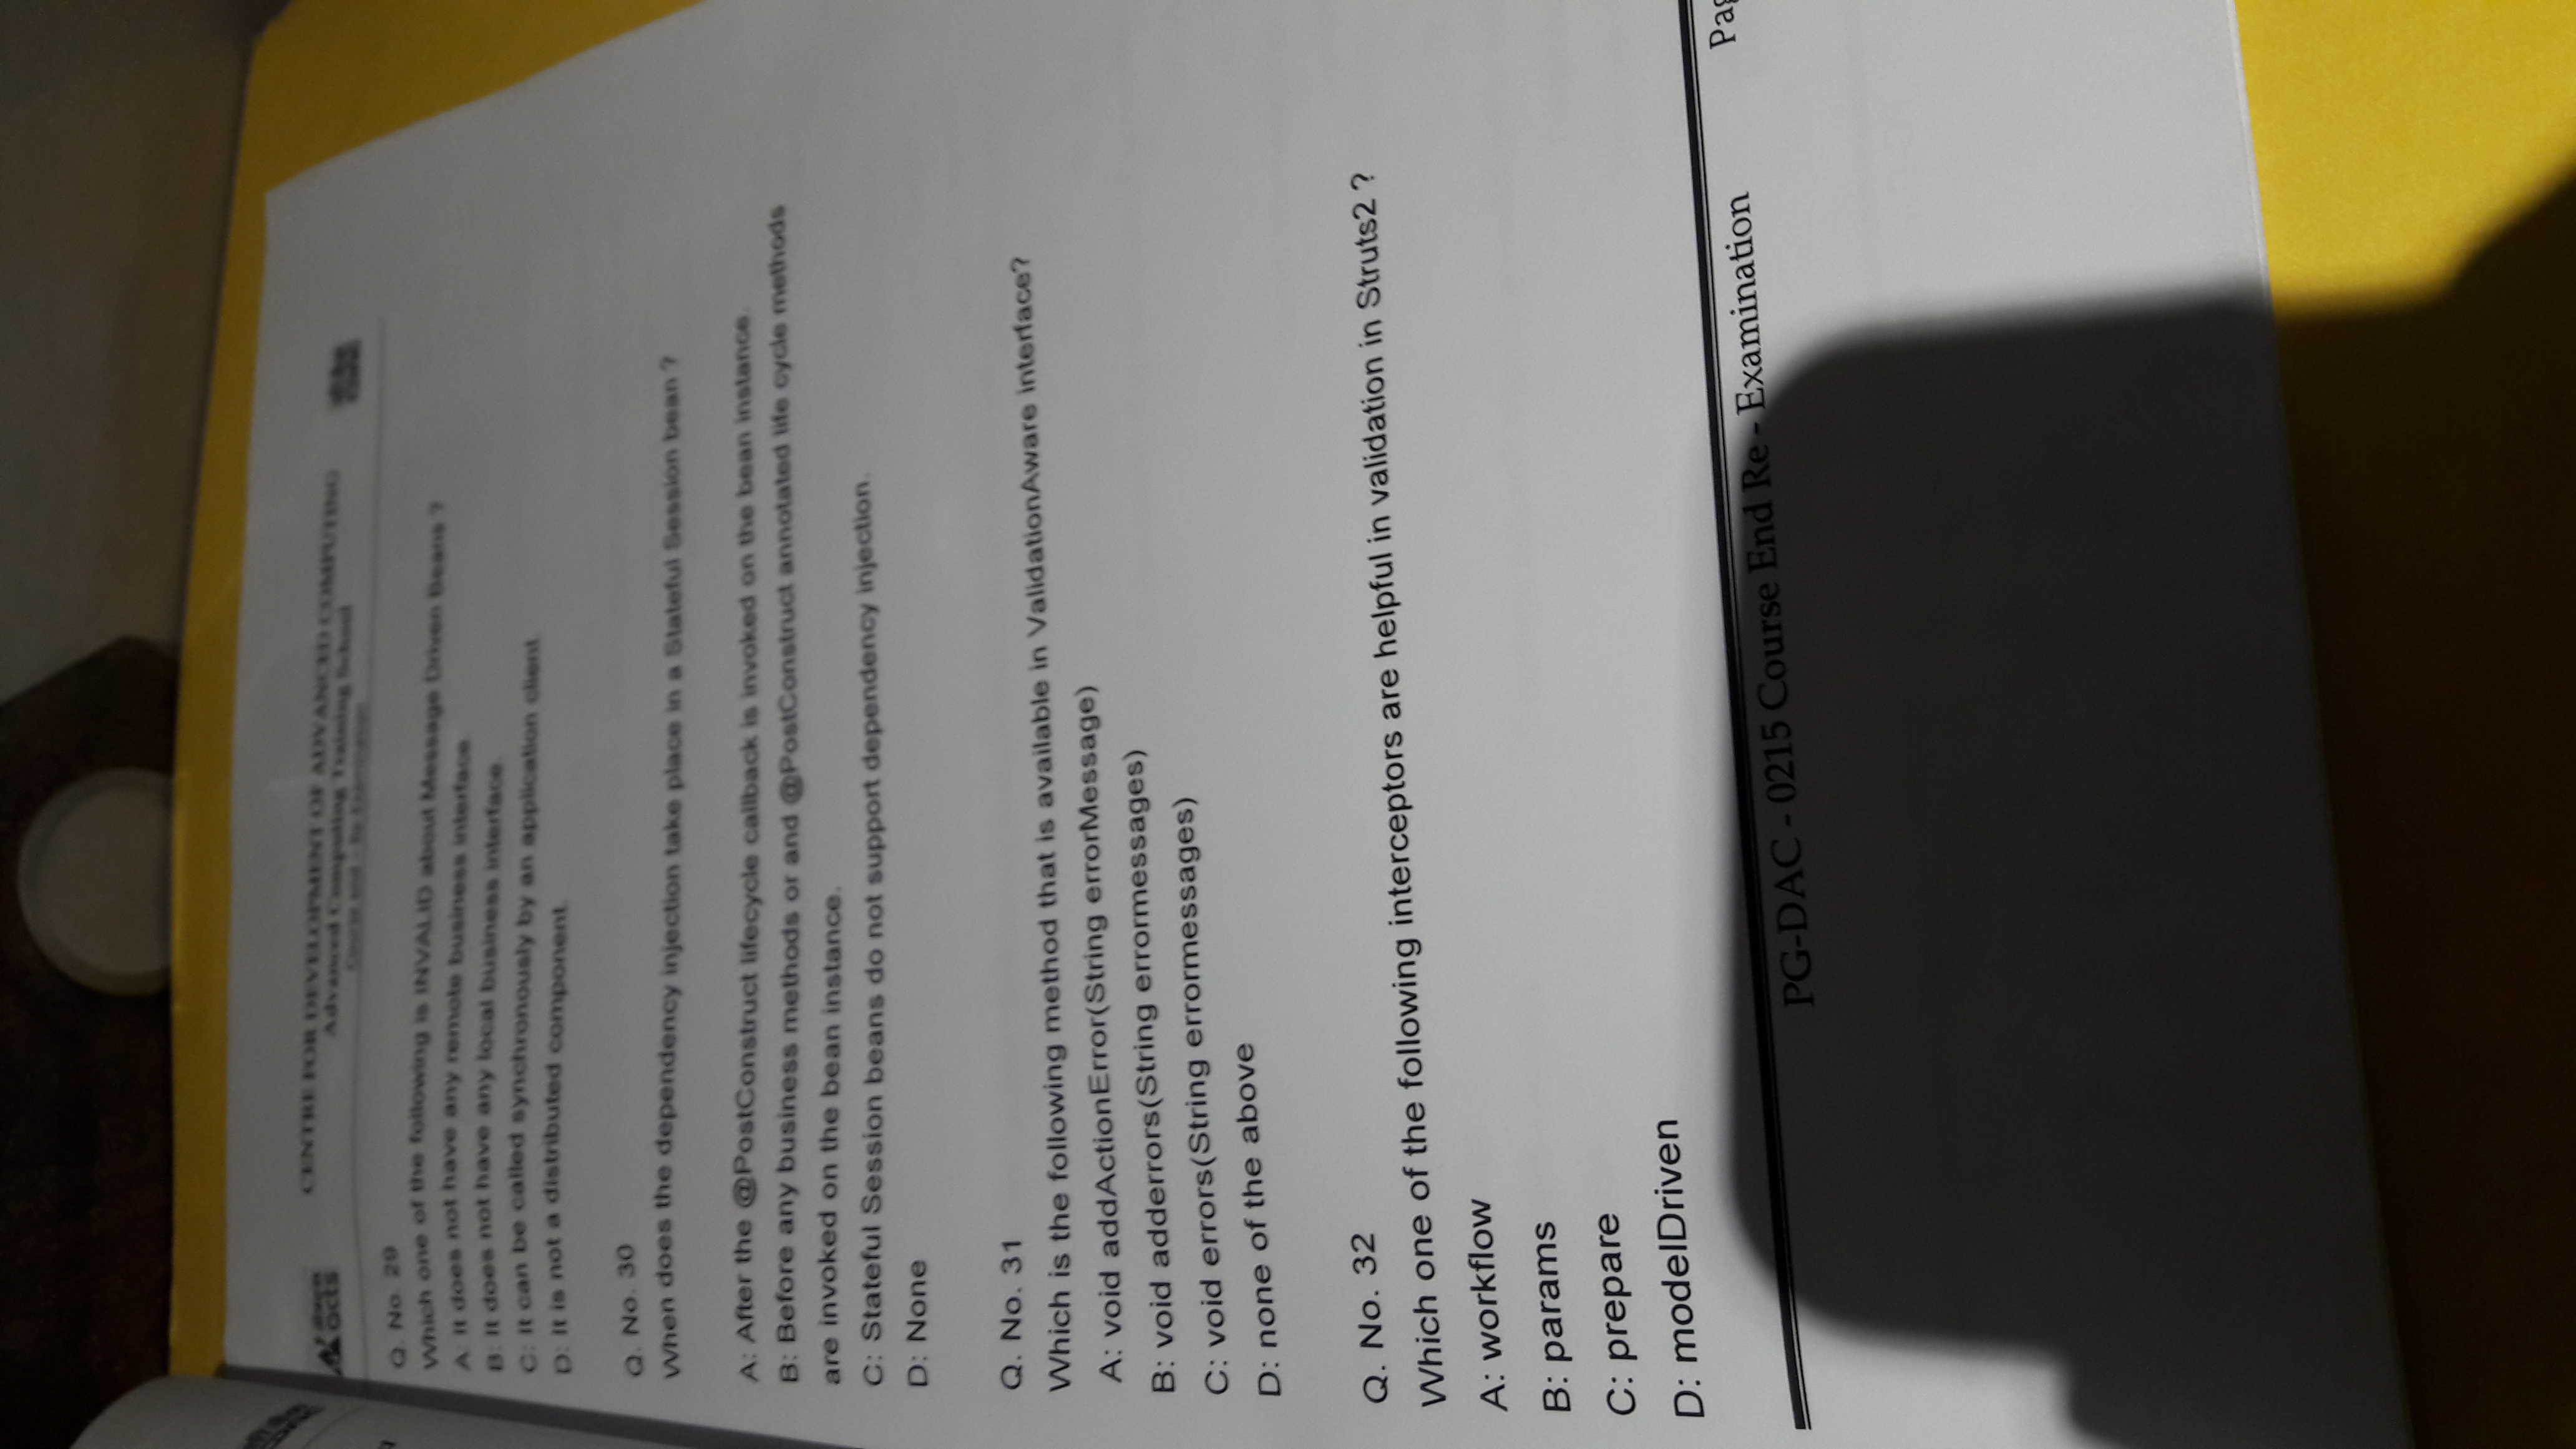 acts
CENTRE FOR DEVELOPMENT OF ADVANCED COMPUTING
Advanced Computing Training School
Course end - Re-Examination
Q. No. 29
Which one of the following is INVALID about Message Driven Beans ?
A: It does not have any remote business interface.
B: It does not have any local business interface.
C: It can be called synchronously by an application client.
D: It is not a distributed component.
Q. No. 30
When does the dependency injection take place in a Stateful Session bean ?
A: After the @PostConstruct lifecycle callback is invoked on the bean instance.
B: Before any business methods or and @PostConstruct annotated life cycle methods
are invoked on the bean instance.
C: Stateful Session beans do not support dependency injection.
D: None
Q. No. 31
Which is the following method that is available in ValidationAware interface?
A: void addActionError(String errorMessage)
B: void adderrors(String errormessages)
C: void errors(String errormessages)
D: none of the above
Q. No. 32
Which one of the following interceptors are helpful in validation in Struts2 ?
A: workflow
B: params
C: prepare
D: modelDriven
PG-DAC - 0215 Course End Re - Examination